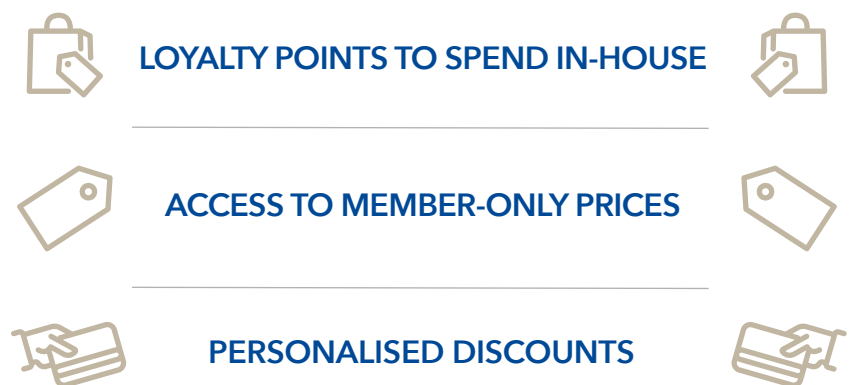 LOYALTY POINTS TO SPEND IN-HOUSE
ACCESS TO MEMBER-ONLY PRICES
PERSONALISED DISCOUNTS